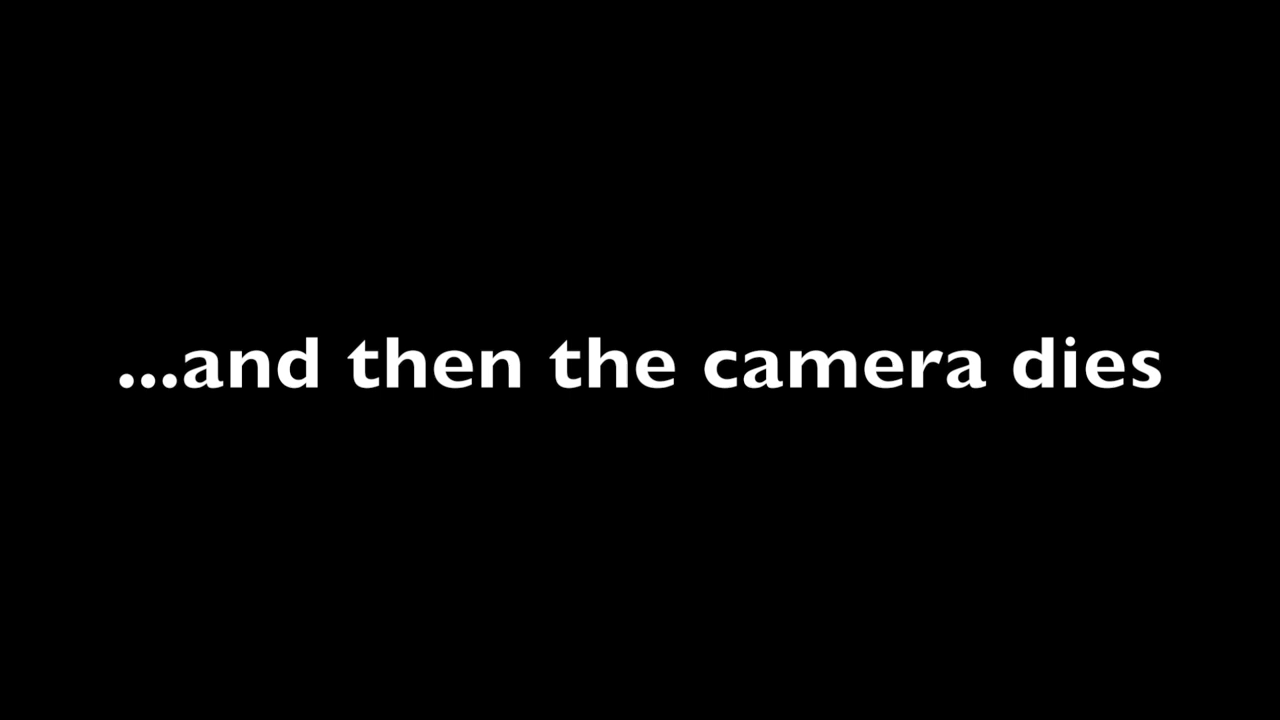 ...and then the camera dies